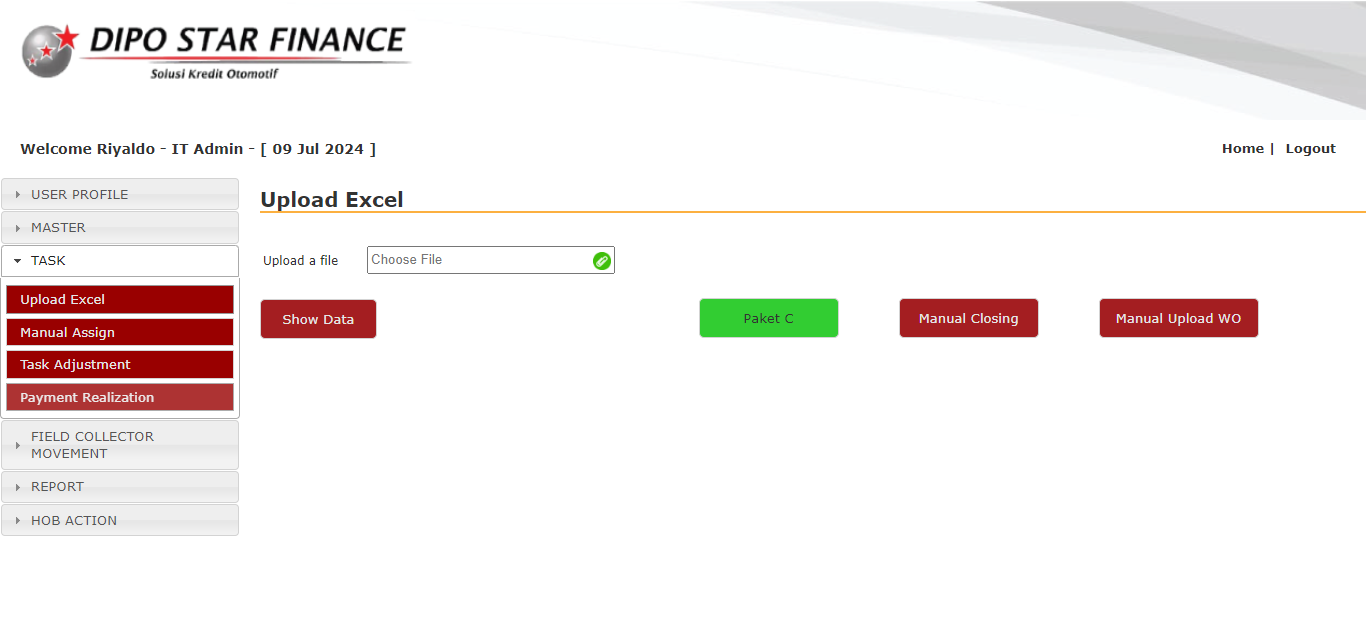 DIPO STAR FINANCE
Solusi Kredit Otomotif
Welcome Riyaldo - IT Admin - [ 09 Jul 2024 ]
Home | Logout
USER PROFILE
MASTER
TASK
Upload Excel
Manual Assign
Task Adjustment
Payment Realization
FIELD COLLECTOR
MOVEMENT
REPORT
HOB ACTION
Upload Excel
Upload a file Choose File
Show Data Paket C Manual Closing Manual Upload WO